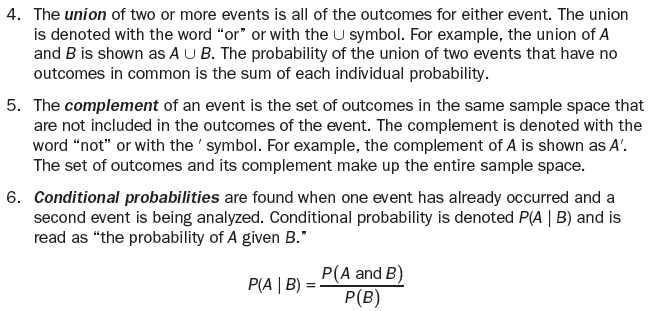 4. The union of two or more events is all of the outcomes for either event. The union
is denoted with the word “or” or with the ∪ symbol. For example, the union of A
and B is shown as A ∪ B. The probability of the union of two events that have no
outcomes in common is the sum of each individual probability.
5. The complement of an event is the set of outcomes in the same sample space that
are not included in the outcomes of the event. The complement is denoted with the
word “not” or with the ′ symbol. For example, the complement of A is shown as A′.
The set of outcomes and its complement make up the entire sample space.
6. Conditional probabilities are found when one event has already occurred and a
second event is being analyzed. Conditional probability is denoted P(A | B) and is
read as “the probability of A given B.”
P(A | B) = P(A and B) / P(B)